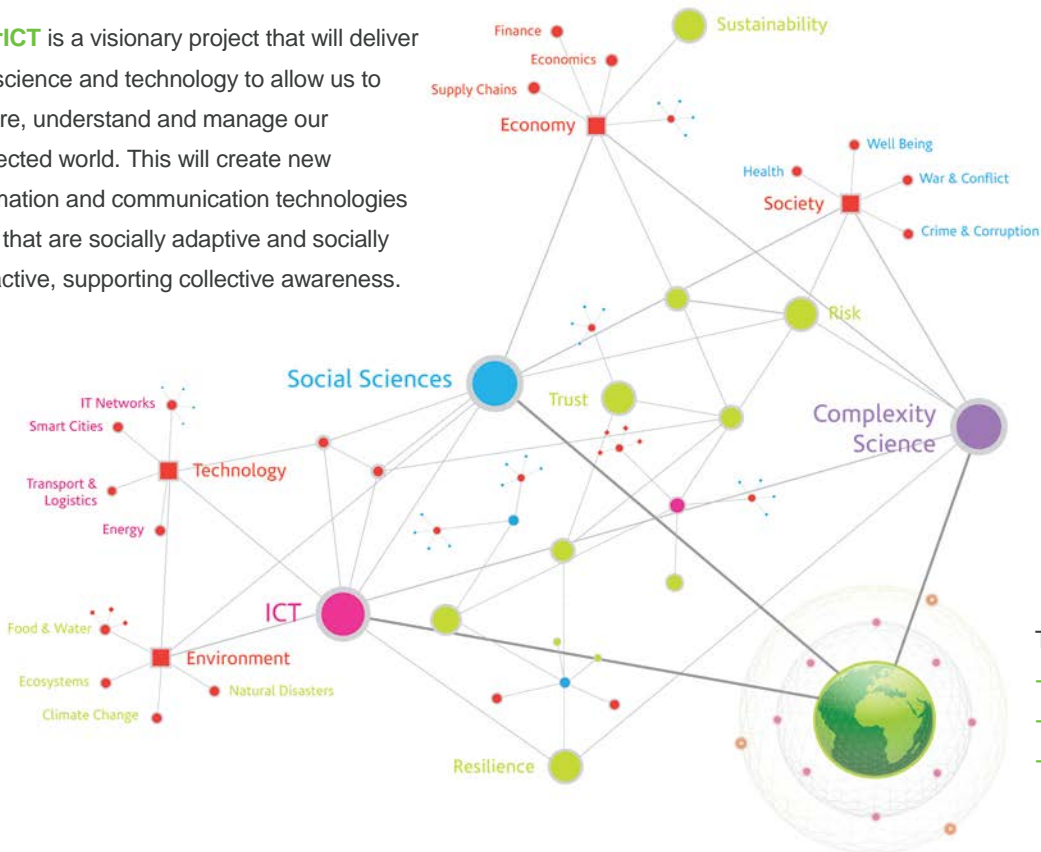 rICT is a visionary project that will deliver
science and technology to allow us to
re, understand and manage our
ected world. This will create new
nation and communication technologies
that are socially adaptive and socially
active, supporting collective awareness.
Sustainability
Finance
Economics
Supply Chains
Economy
Well Being
Health
War & Conflict
Society
Crime & Corruption
Risk
Social Sciences
Trust
Complexity
Science
IT Networks
Smart Cities
Technology
Transport &
Logistics
Energy
ICT
Food & Water
Environment
Ecosystems
Natural Disasters
Climate Change
Resilience
T